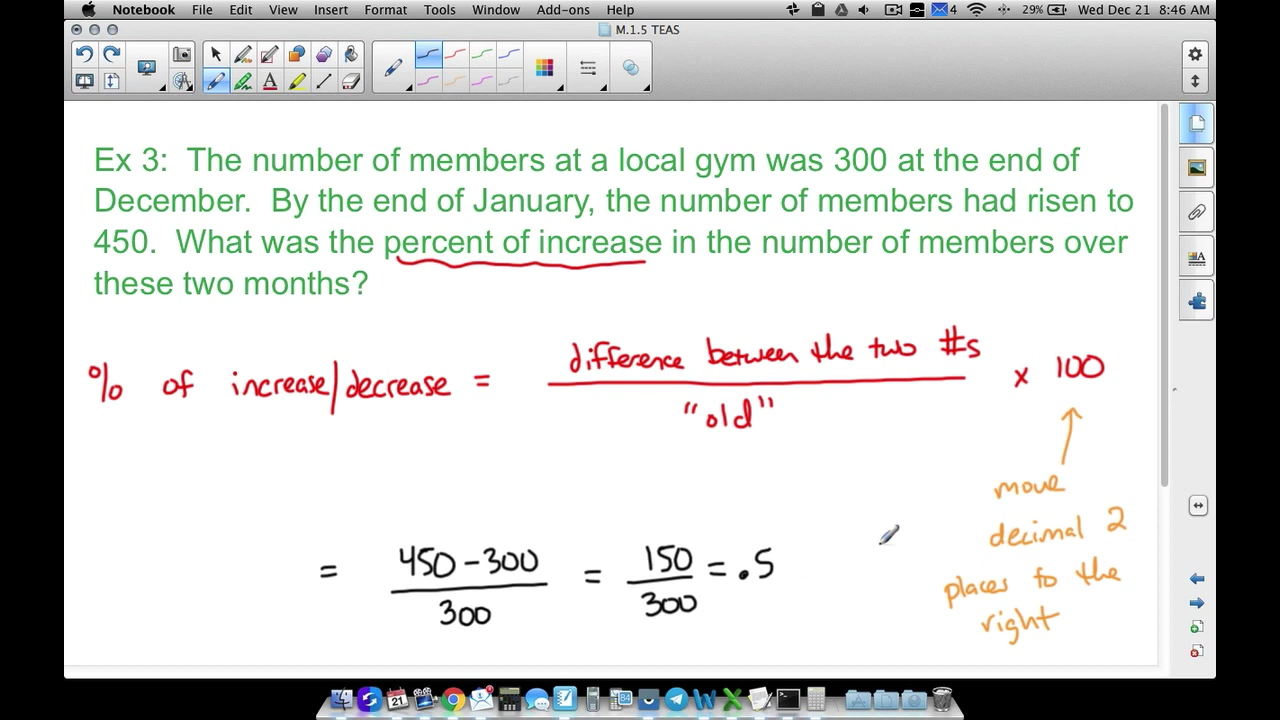 Notebook File Edit View Insert Format Tools Window Add-ons Help 4 29% Wed Dec 21 8:46 AM
M.1.5 TEAS
Ex 3: The number of members at a local gym was 300 at the end of
December. By the end of January, the number of members had risen to
450. What was the percent of increase in the number of members over
these two months?
% of increase/decrease = difference between the two #s
"old"
x 100
move
decimal 2
places to the
right
= 450 - 300 = 150 = .5
300 300